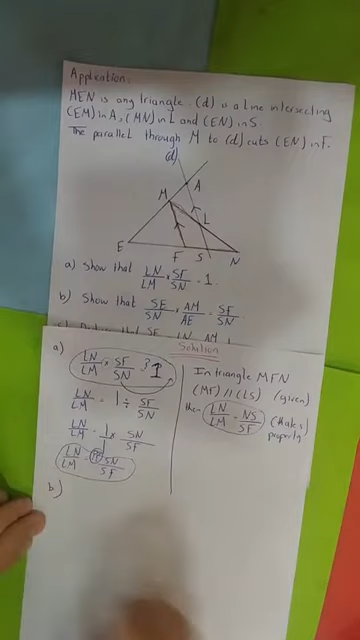 Application:
MEN is any triangle. (d) is a line intersecting
(EM) in A, (MN) in L and (EN) in S.
The parallel through M to (d) cuts (EN) in F.
(d)
A
M
L
E
F S N
a) Show that LN/LM × SF/SN = 1.
b) Show that SE/SN × AM/AE = SF/SN.
Solution
a) LN/LM × SF/SN = 1
LN/LM = 1 ÷ SF/SN
LN/LM = 1 × SN/SF
LN/LM = SN/SF
b)
In triangle MFN
(MF) // (LS) (given)
then LN/LM = NS/SF (Thales
property)